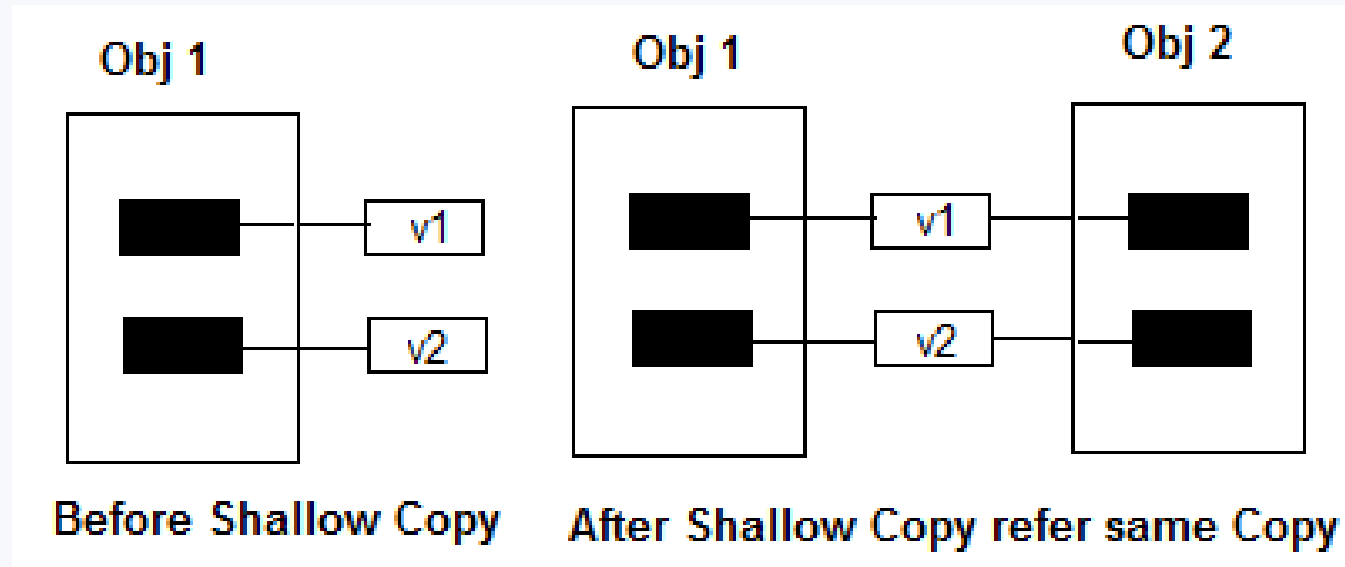 Obj 1
v1
v2
Before Shallow Copy
Obj 1
Obj 2
v1
v2
After Shallow Copy refer same Copy